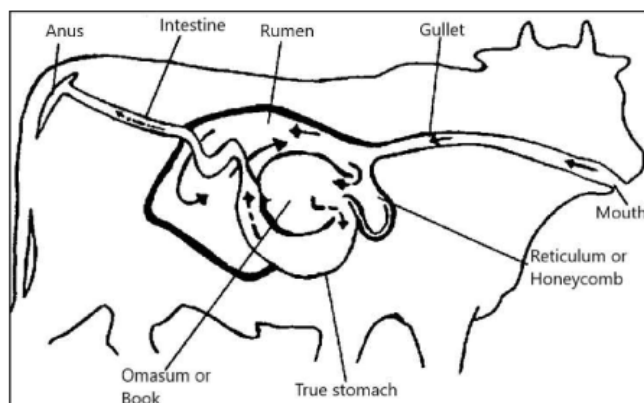 Anus
Intestine
Rumen
Gullet
Mouth
Reticulum or
Honeycomb
Omasum or
Book
True stomach